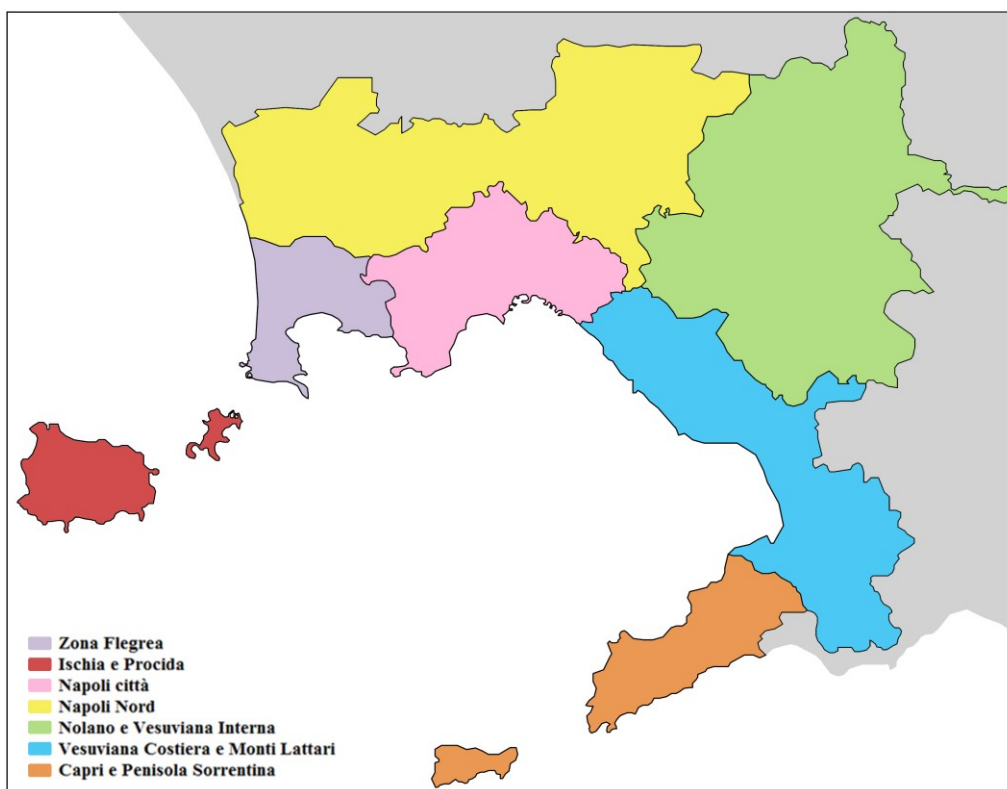 Zona Flegrea
Ischia e Procida
Napoli città
Napoli Nord
Nolano e Vesuviana Interna
Vesuviana Costiera e Monti Lattari
Capri e Penisola Sorrentina